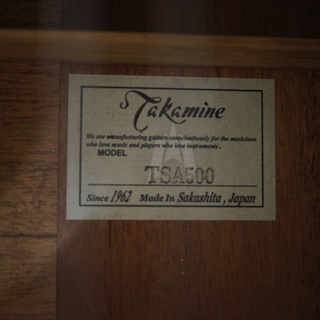 Takamine
We are manufacturing guitars conscientiously for the musicians
who love music and players who love instruments.
MODEL
TSA500
Since 1962 Made In Sakashita, Japan